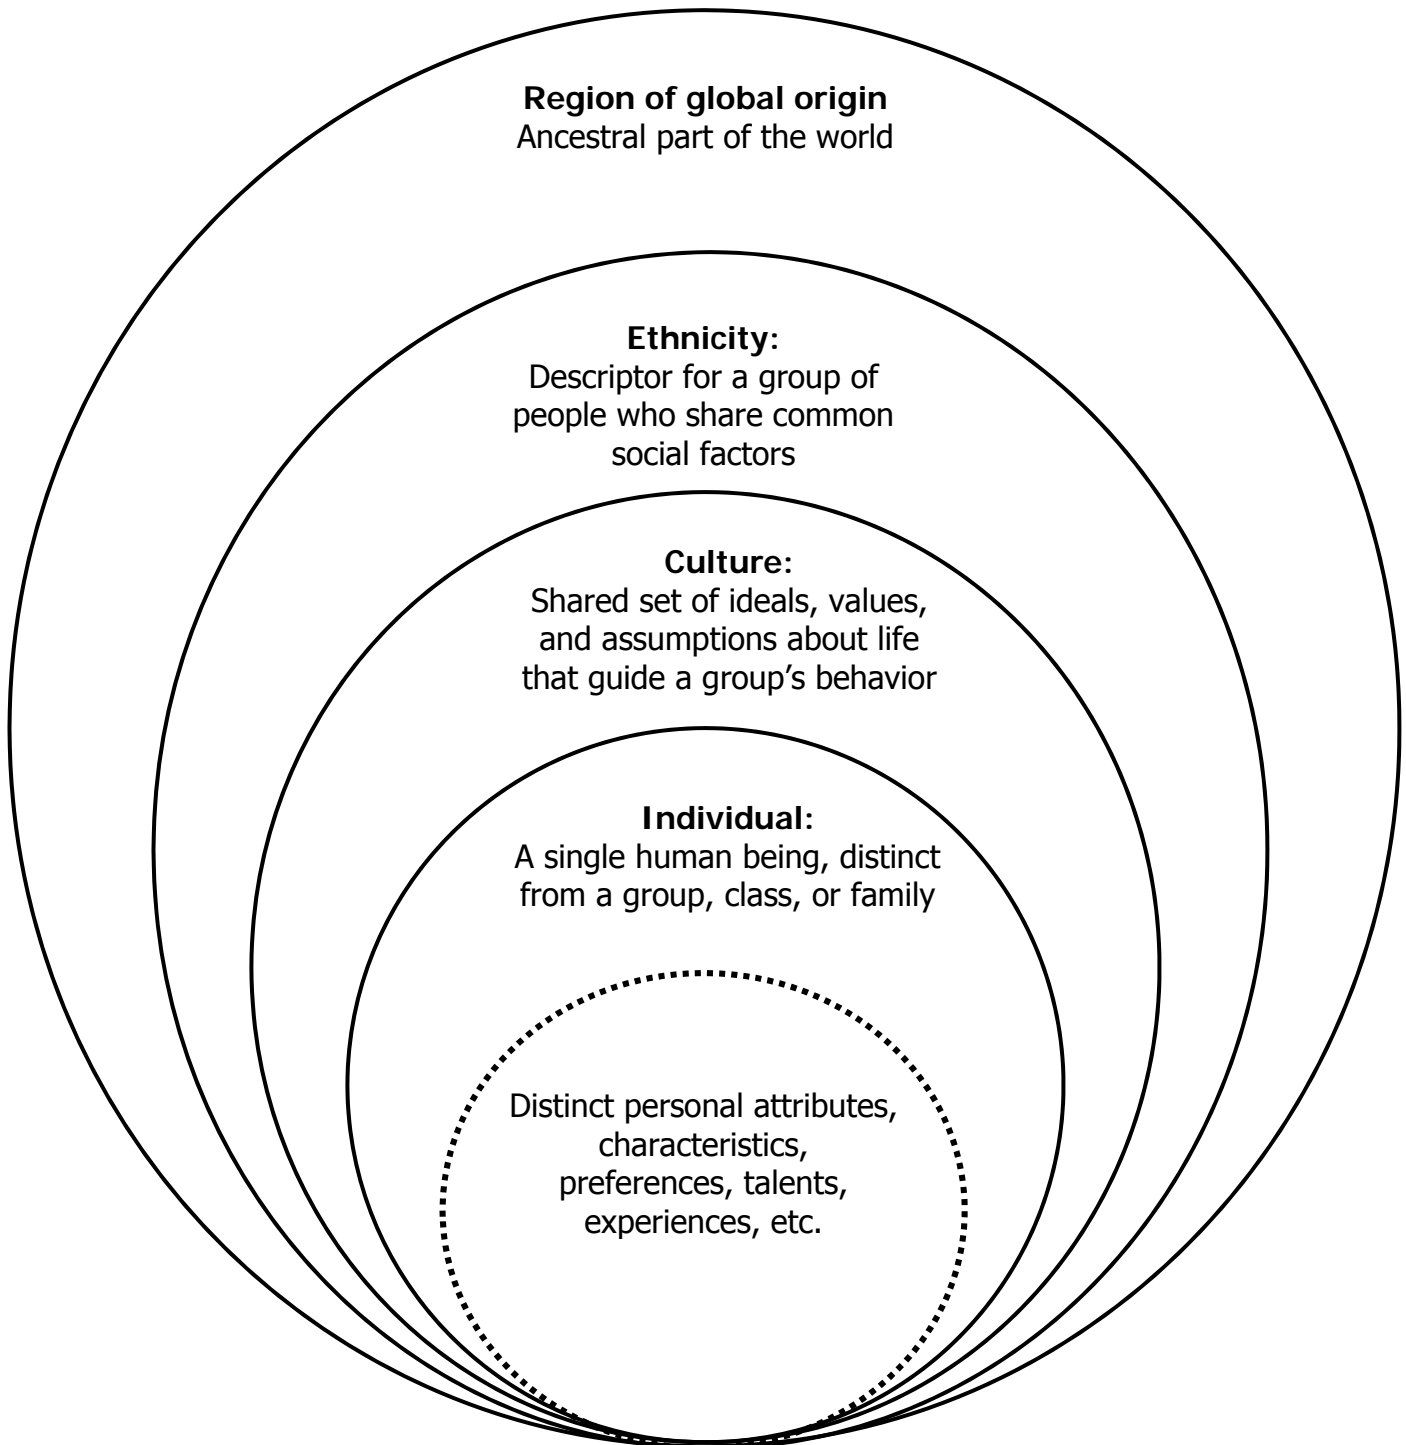 Region of global origin
Ancestral part of the world
Ethnicity:
Descriptor for a group of
people who share common
social factors
Culture:
Shared set of ideals, values,
and assumptions about life
that guide a group’s behavior
Individual:
A single human being, distinct
from a group, class, or family
Distinct personal attributes,
characteristics,
preferences, talents,
experiences, etc.